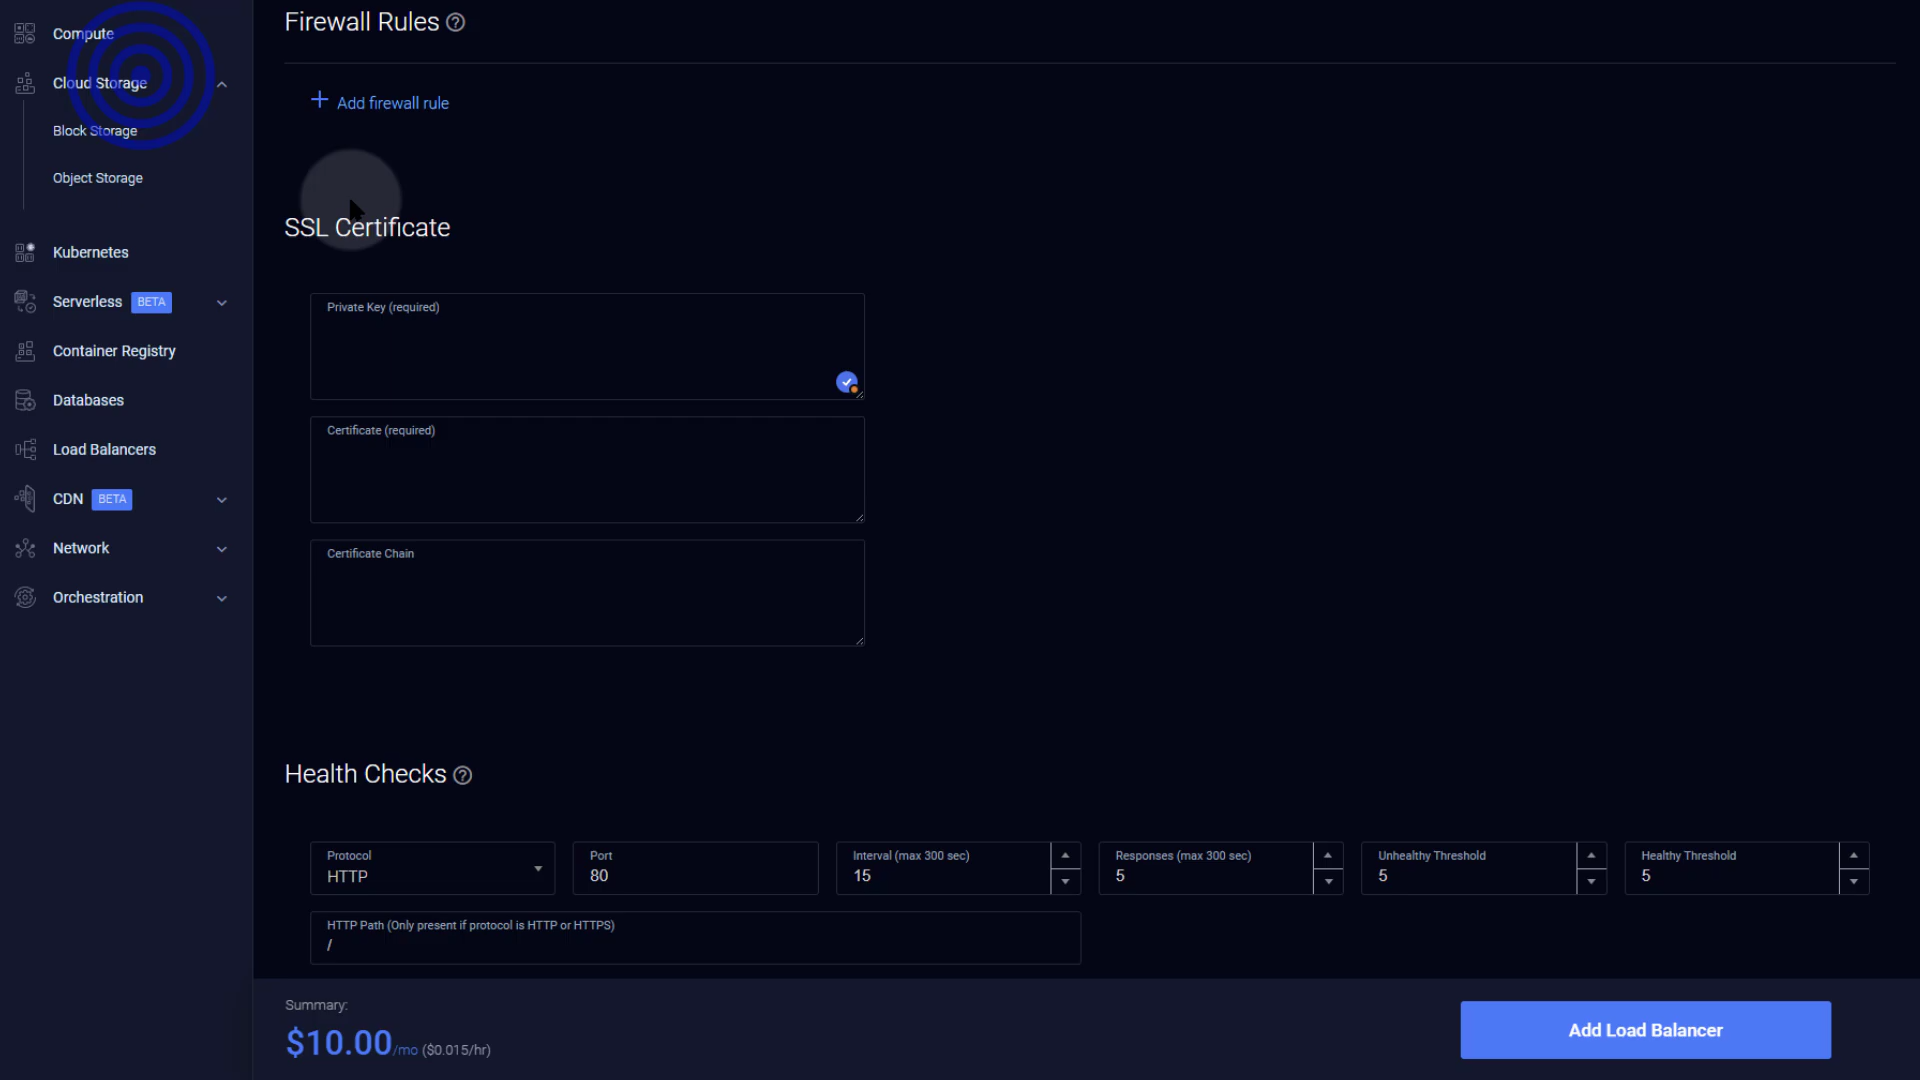 Compute
Cloud Storage
Block Storage
Object Storage
Kubernetes
Serverless BETA
Container Registry
Databases
Load Balancers
CDN BETA
Network
Orchestration
Firewall Rules
Add firewall rule
SSL Certificate
Private Key (required)
Certificate (required)
Certificate Chain
Health Checks
Protocol
HTTP
Port
80
Interval (max 300 sec)
15
Responses (max 300 sec)
5
Unhealthy Threshold
5
Healthy Threshold
5
HTTP Path (Only present if protocol is HTTP or HTTPS)
/
Summary:
$10.00/mo ($0.015/hr)
Add Load Balancer